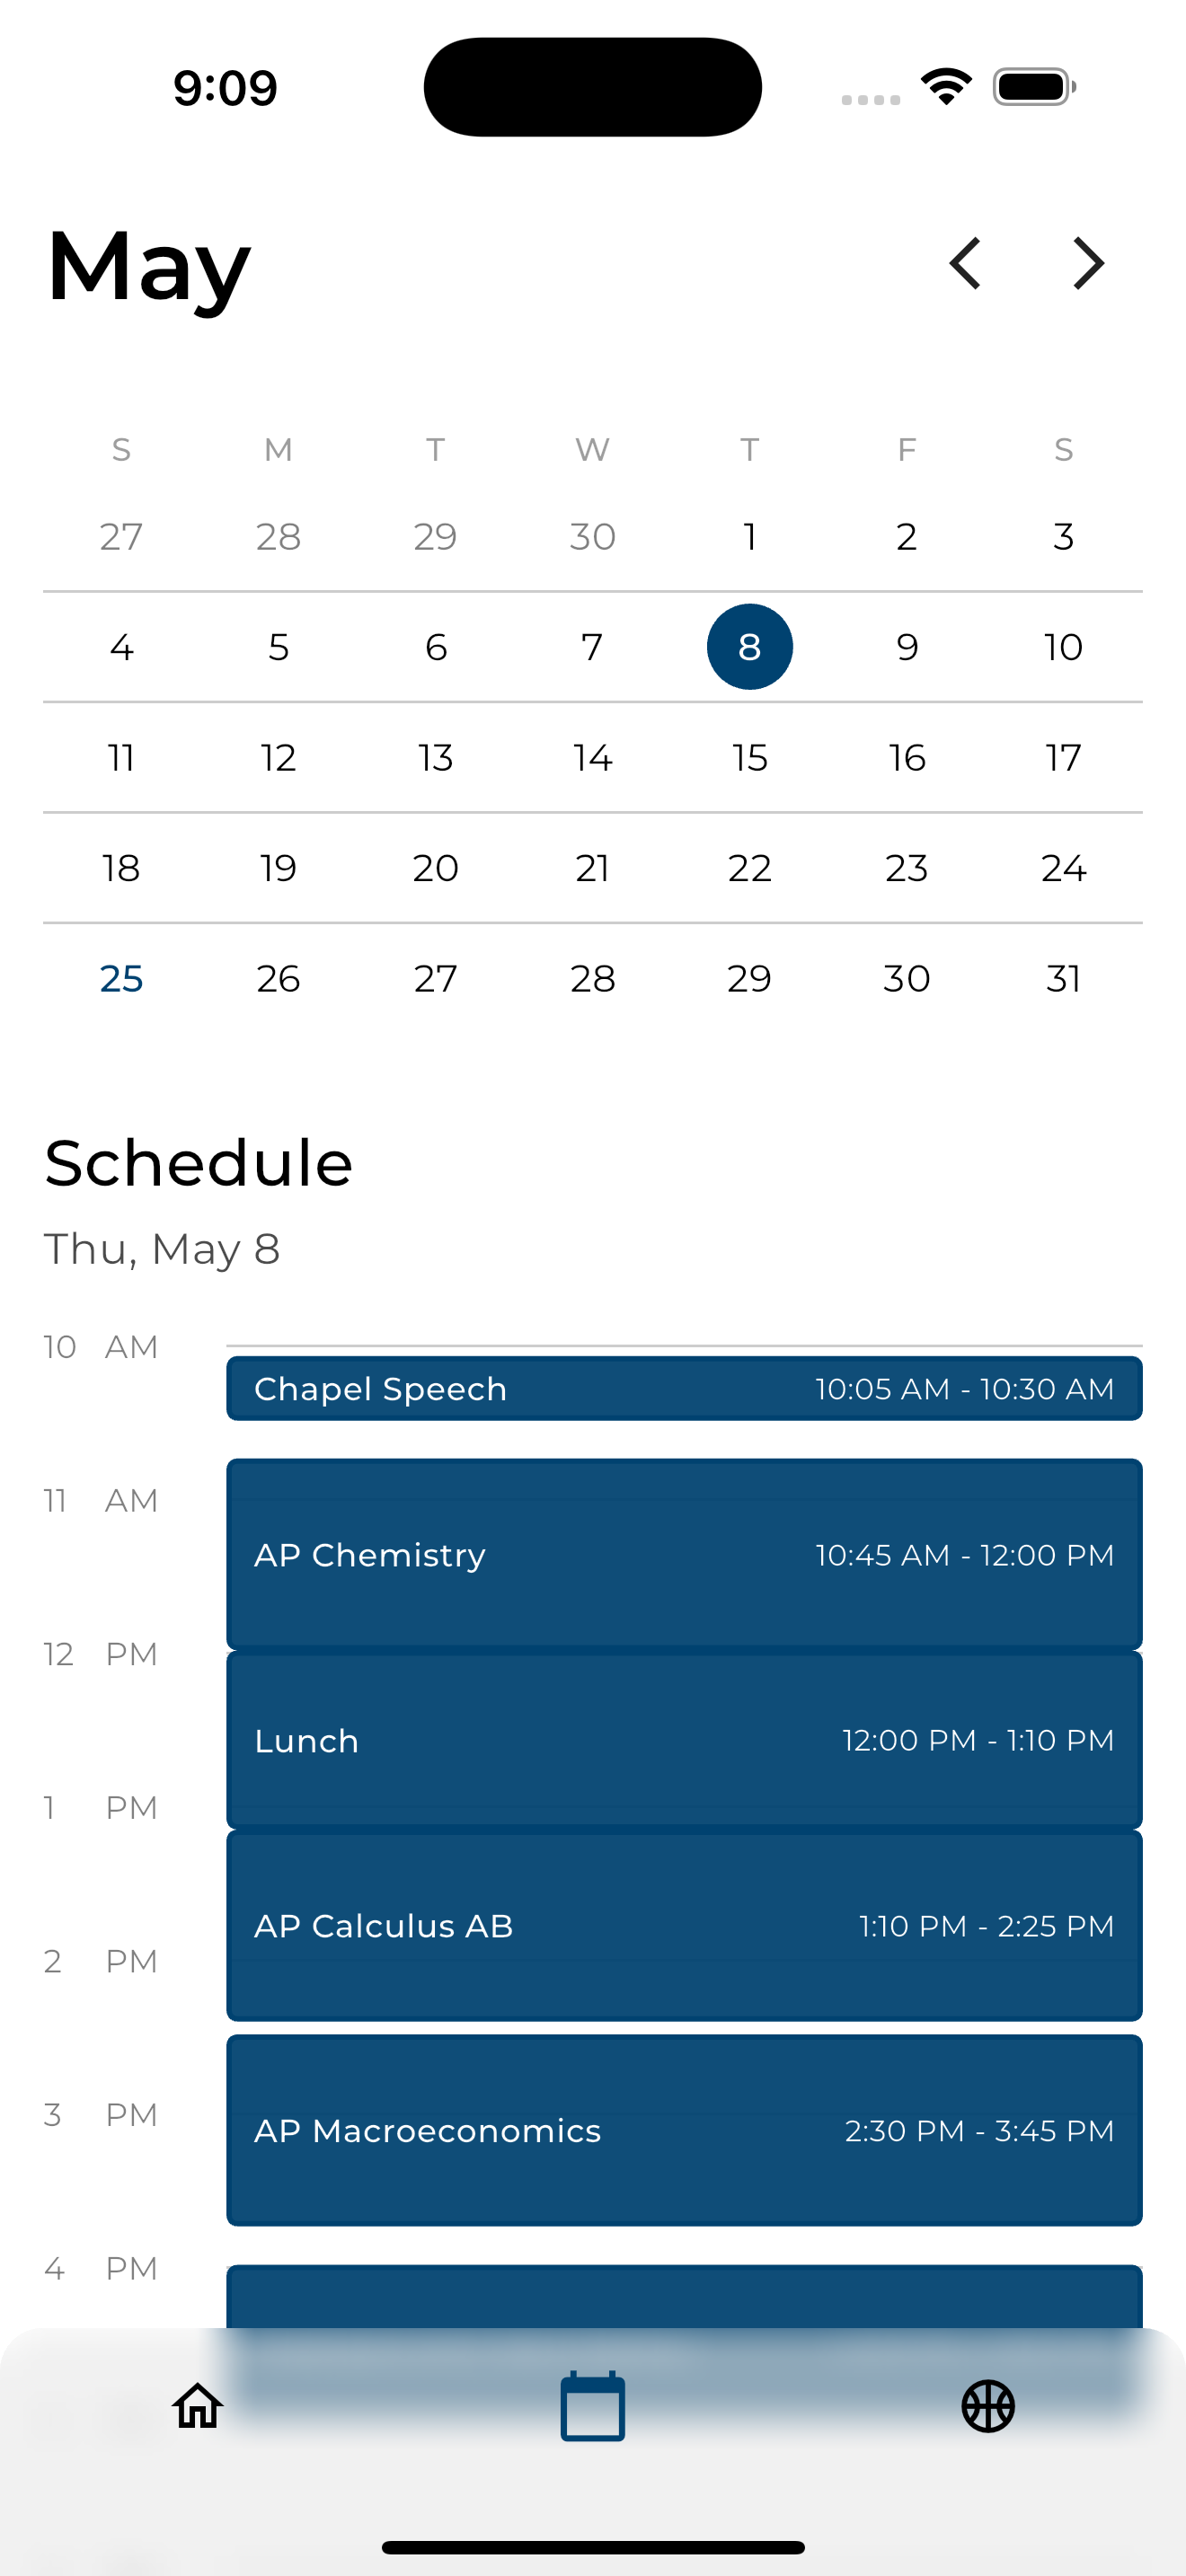 9:09
May
S M T W T F S
27 28 29 30 1 2 3
4 5 6 7 8 9 10
11 12 13 14 15 16 17
18 19 20 21 22 23 24
25 26 27 28 29 30 31
Schedule
Thu, May 8
10 AM
Chapel Speech 10:05 AM - 10:30 AM
11 AM
AP Chemistry 10:45 AM - 12:00 PM
12 PM
Lunch 12:00 PM - 1:10 PM
1 PM
AP Calculus AB 1:10 PM - 2:25 PM
2 PM
3 PM
AP Macroeconomics 2:30 PM - 3:45 PM
4 PM